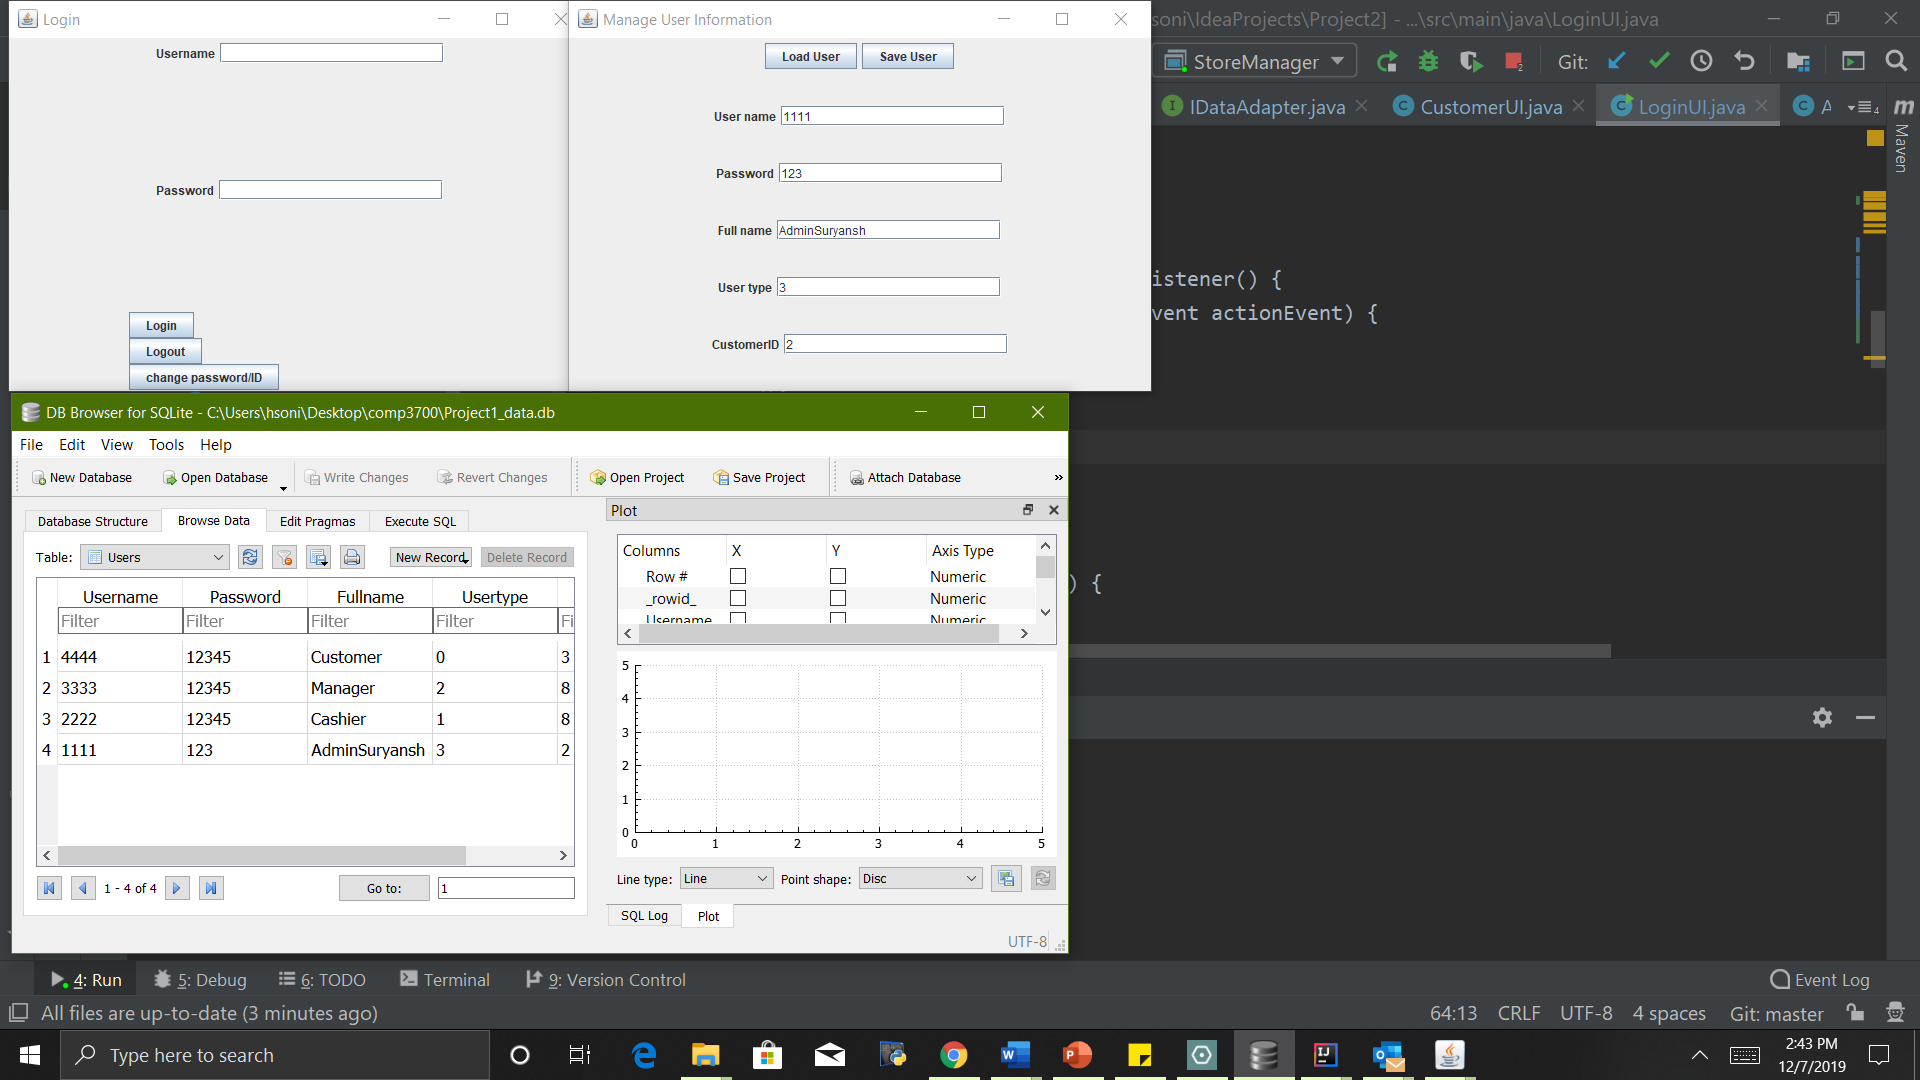 Login
Username
Password
Login
Logout
change password/ID
Manage User Information
Load User Save User
User name 1111
Password 123
Full name AdminSuryansh
User type 3
CustomerID 2
soni\IdeaProjects\Project2] - ...\src\main\java\LoginUI.java
StoreManager Git:
IDataAdapter.java CustomerUI.java LoginUI.java A
Maven
istener() {
vent actionEvent) {
) {
DB Browser for SQLite - C:\Users\hsoni\Desktop\comp3700\Project1_data.db
File Edit View Tools Help
New Database Open Database Write Changes Revert Changes Open Project Save Project Attach Database »
Database Structure Browse Data Edit Pragmas Execute SQL
Table: Users New Record Delete Record
Username Password Fullname Usertype
Filter Filter Filter Filter Fi
1 4444 12345 Customer 0 3
2 3333 12345 Manager 2 8
3 2222 12345 Cashier 1 8
4 1111 123 AdminSuryansh 3 2
1 - 4 of 4 Go to: 1
Plot
Columns X Y Axis Type
Row # Numeric
_rowid_ Numeric
Username Numeric
5
4
3
2
1
0
0 1 2 3 4 5
Line type: Line Point shape: Disc
SQL Log Plot
UTF-8
4: Run 5: Debug 6: TODO Terminal 9: Version Control Event Log
All files are up-to-date (3 minutes ago) 64:13 CRLF UTF-8 4 spaces Git: master
Type here to search
2:43 PM
12/7/2019